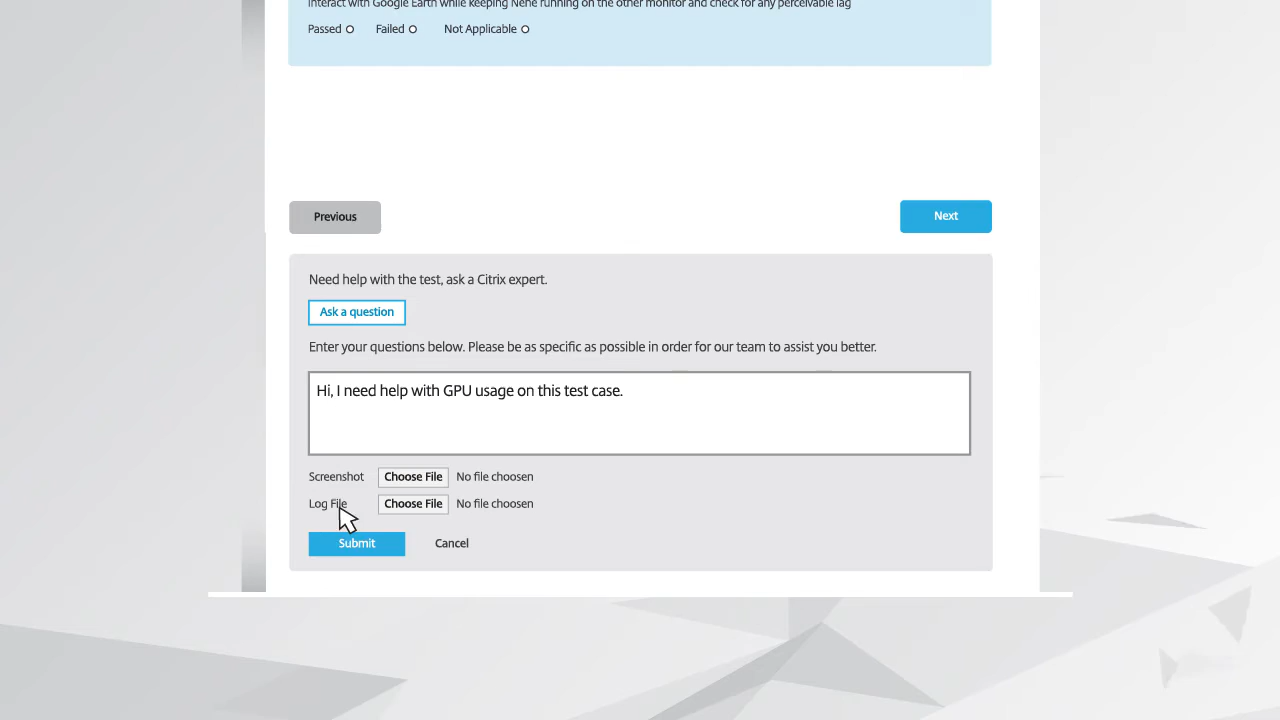 Interact with Google Earth while keeping Nene running on the other monitor and check for any perceivable lag
Passed Failed Not Applicable
Previous Next
Need help with the test, ask a Citrix expert.
Ask a question
Enter your questions below. Please be as specific as possible in order for our team to assist you better.
Hi, I need help with GPU usage on this test case.
Screenshot Choose File No file choosen
Log File Choose File No file choosen
Submit Cancel